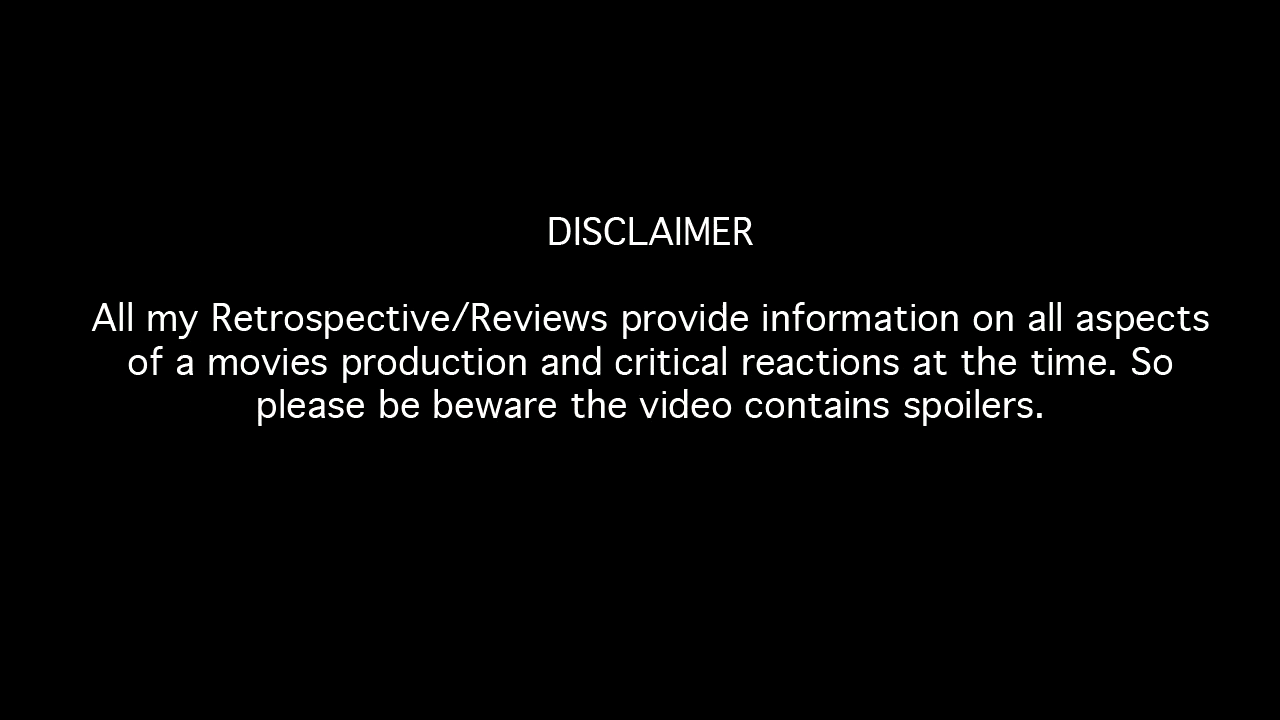 DISCLAIMER
All my Retrospective/Reviews provide information on all aspects
of a movies production and critical reactions at the time. So
please be beware the video contains spoilers.